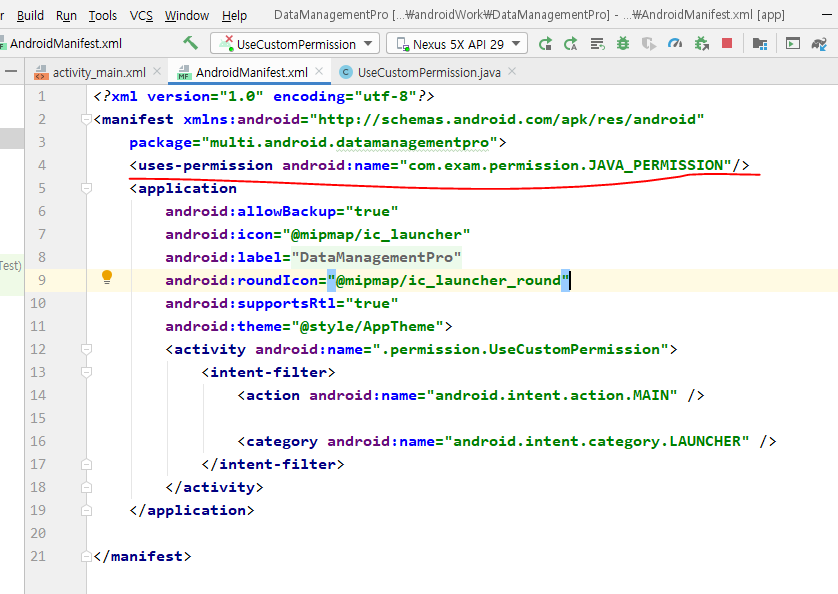 Build Run Tools VCS Window Help DataManagementPro [...₩androidWork₩DataManagementPro] - ...₩AndroidManifest.xml [app]
AndroidManifest.xml UseCustomPermission Nexus 5X API 29
activity_main.xml AndroidManifest.xml UseCustomPermission.java
1 <?xml version="1.0" encoding="utf-8"?>
2 <manifest xmlns:android="http://schemas.android.com/apk/res/android"
3 package="multi.android.datamanagementpro">
4 <uses-permission android:name="com.exam.permission.JAVA_PERMISSION"/>
5 <application
6 android:allowBackup="true"
7 android:icon="@mipmap/ic_launcher"
8 android:label="DataManagementPro"
Test)
9 android:roundIcon="@mipmap/ic_launcher_round"
10 android:supportsRtl="true"
11 android:theme="@style/AppTheme">
12 <activity android:name=".permission.UseCustomPermission">
13 <intent-filter>
14 <action android:name="android.intent.action.MAIN" />
15
16 <category android:name="android.intent.category.LAUNCHER" />
17 </intent-filter>
18 </activity>
19 </application>
20
21 </manifest>